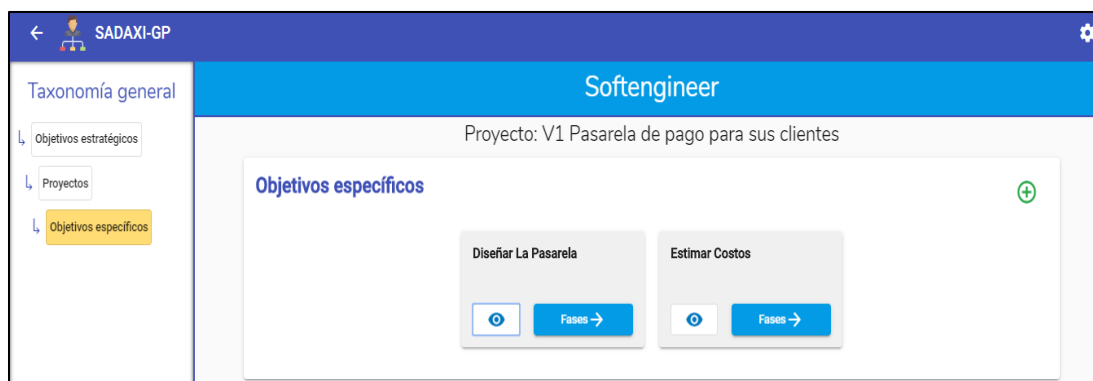 SADAXI-GP
Taxonomía general
Objetivos estratégicos
Proyectos
Objetivos específicos
Softengineer
Proyecto: V1 Pasarela de pago para sus clientes
Objetivos específicos
Diseñar La Pasarela
Fases
Estimar Costos
Fases